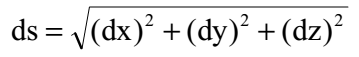 ds = √(dx)² + (dy)² + (dz)²